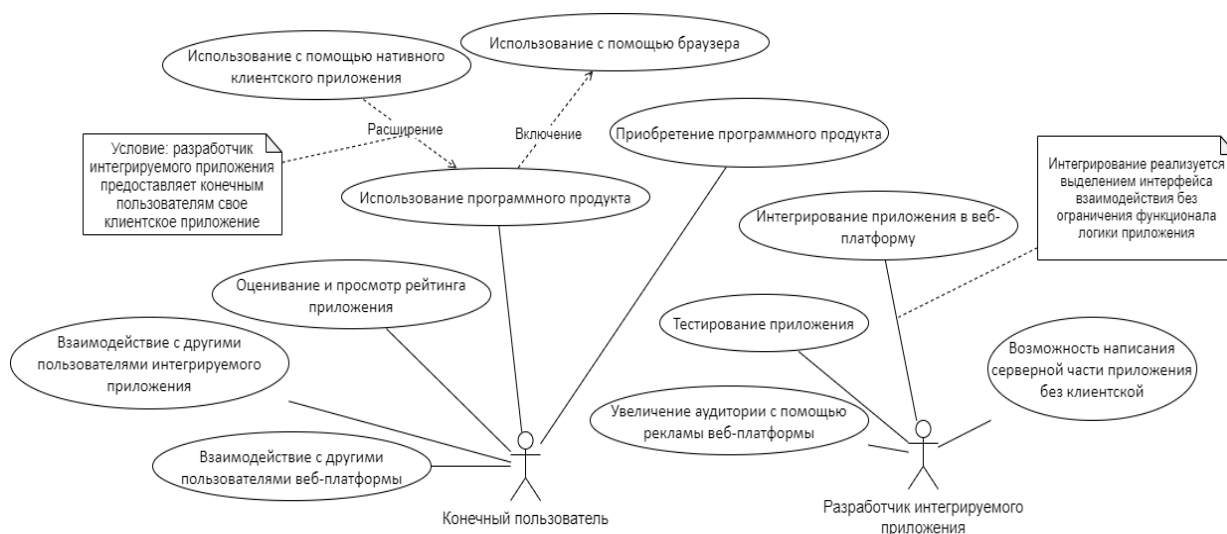 Использование с помощью нативного
клиентского приложения
Использование с помощью браузера
Расширение
Включение
Условие: разработчик
интегрируемого приложения
предоставляет конечным
пользователям свое
клиентское приложение
Использование программного продукта
Приобретение программного продукта
Интегрирование приложения в веб-
платформу
Интегрирование реализуется
выделением интерфейса
взаимодействия без
ограничения функционала
логики приложения
Оценивание и просмотр рейтинга
приложения
Тестирование приложения
Взаимодействие с другими
пользователями интегрируемого
приложения
Возможность написания
серверной части приложения
без клиентской
Увеличение аудитории с помощью
рекламы веб-платформы
Взаимодействие с другими
пользователями веб-платформы
Конечный пользователь
Разработчик интегрируемого
приложения